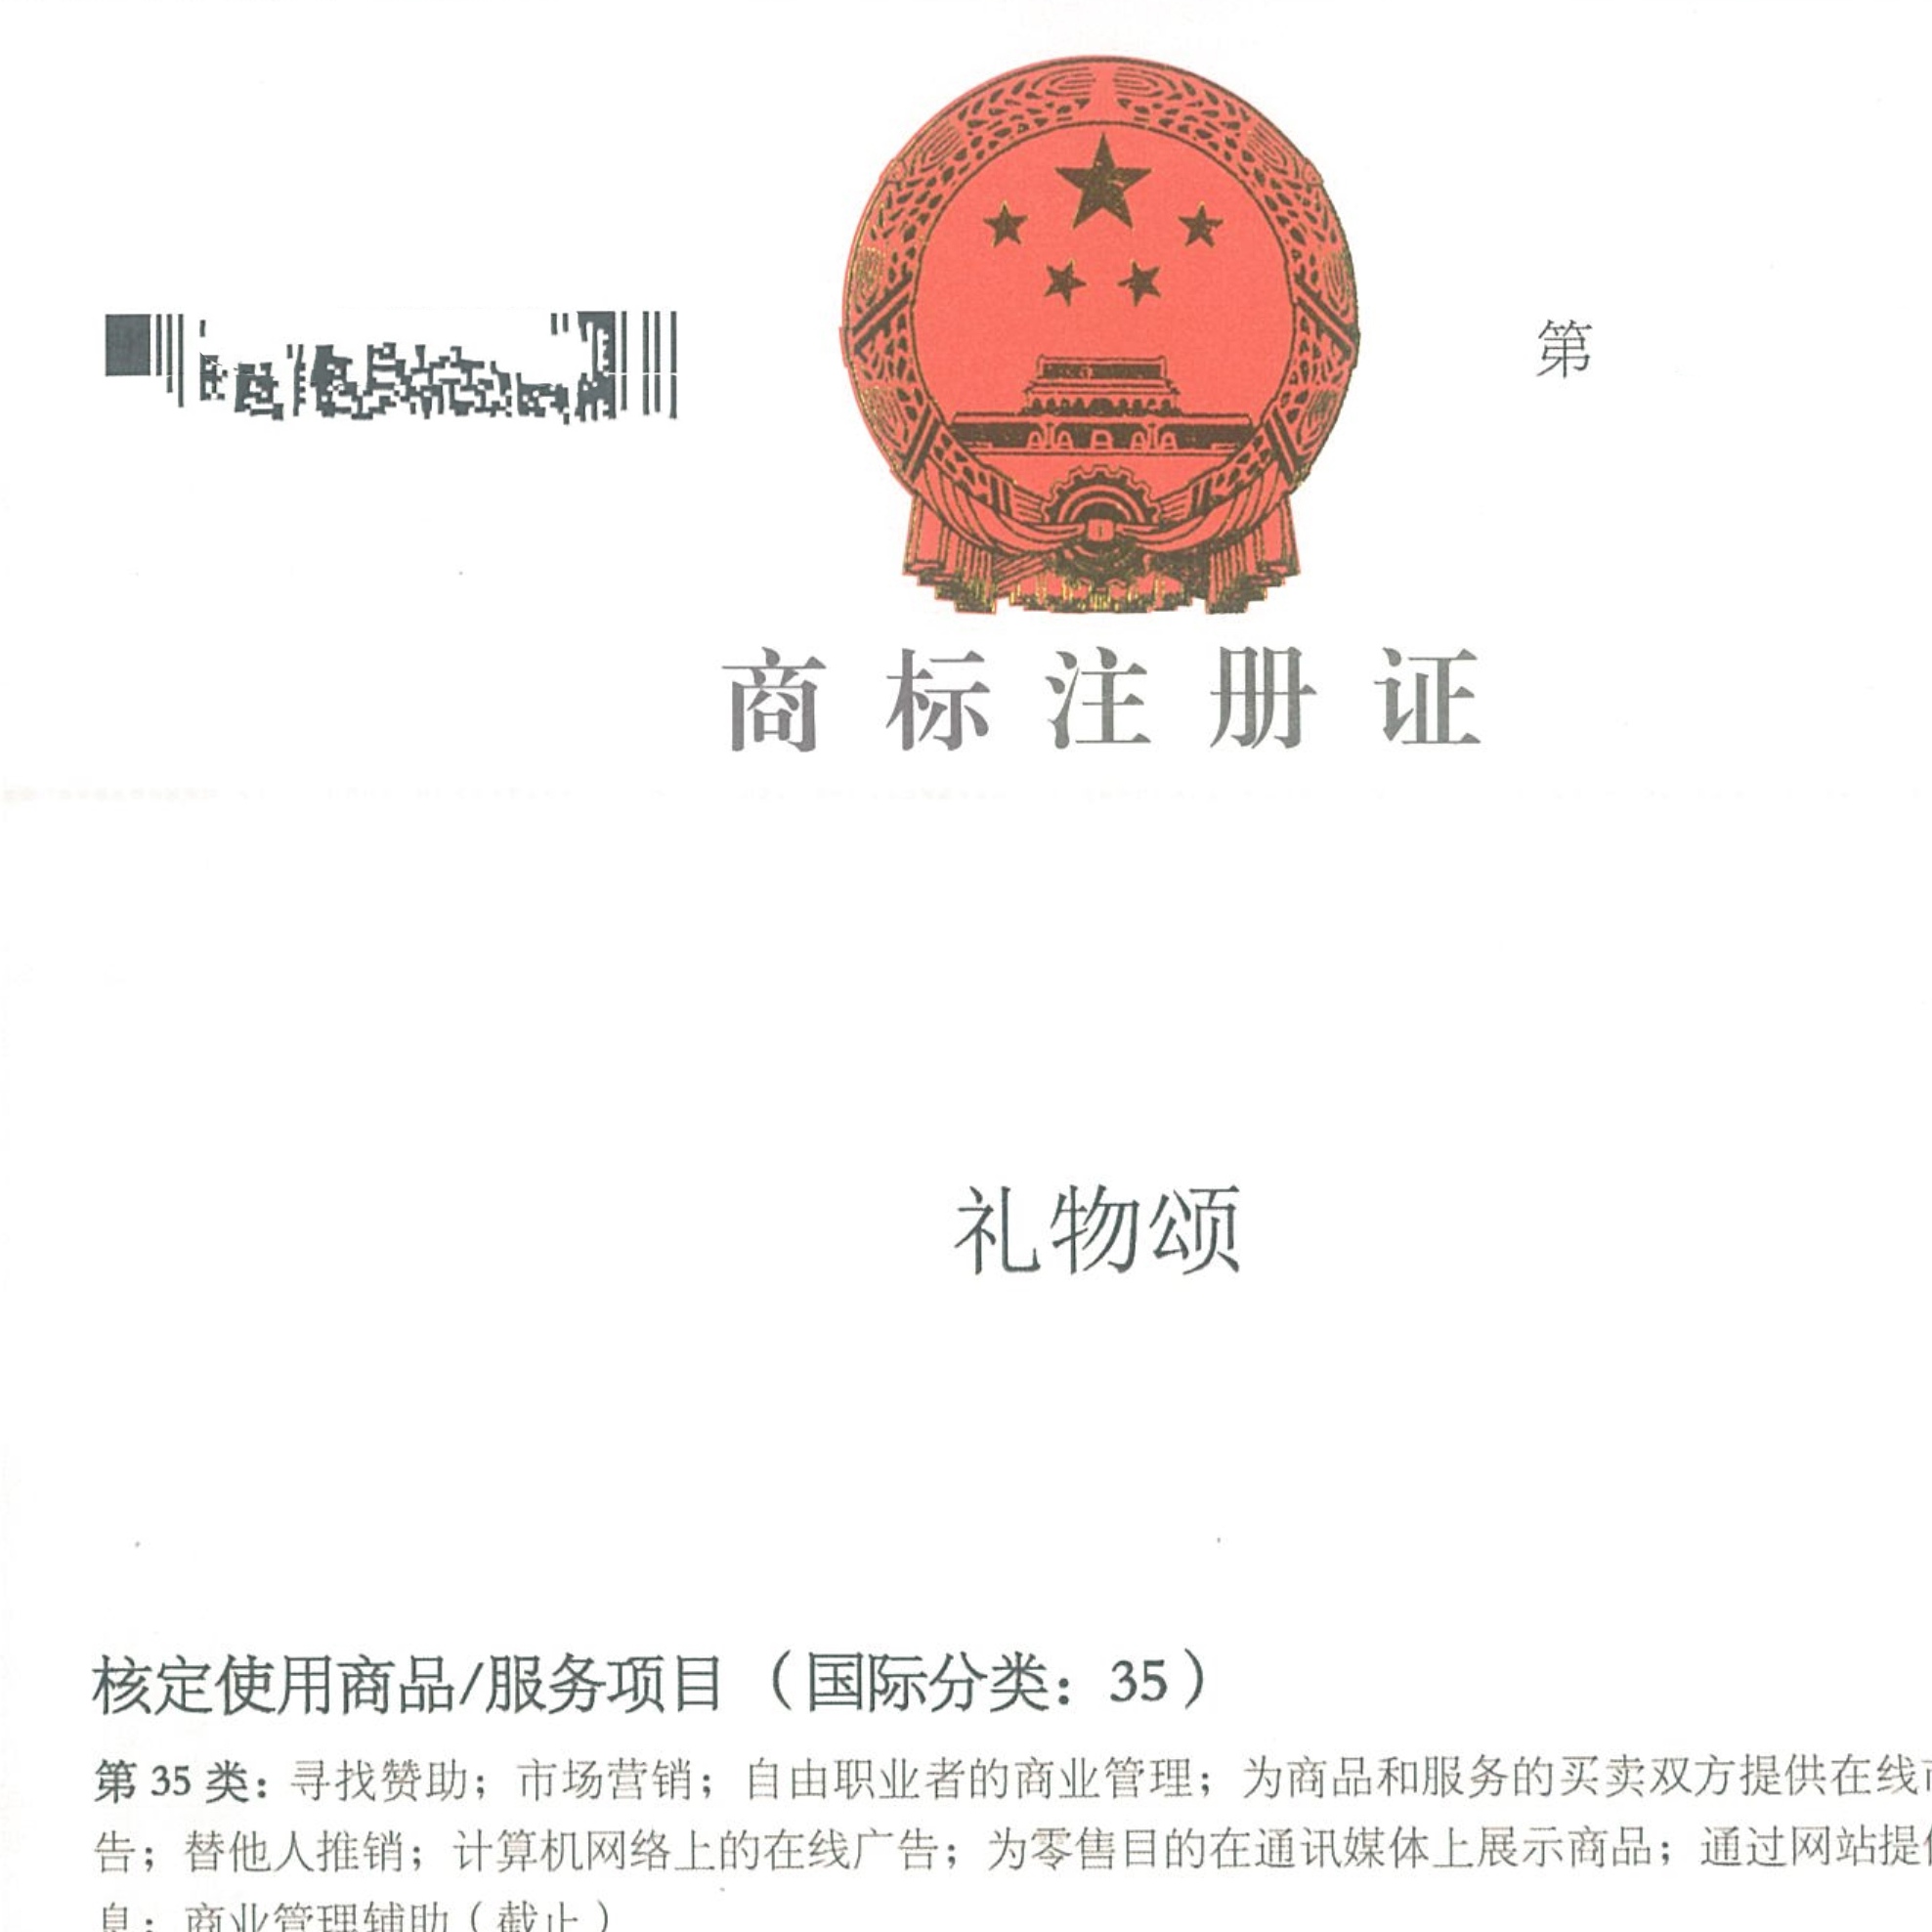 第
商标注册证
礼物颂
核定使用商品/服务项目（国际分类：35）
第 35 类：寻找赞助；市场营销；自由职业者的商业管理；为商品和服务的买卖双方提供在线
告；替他人推销；计算机网络上的在线广告；为零售目的在通讯媒体上展示商品；通过网站提
息；商业管理辅助（截止）